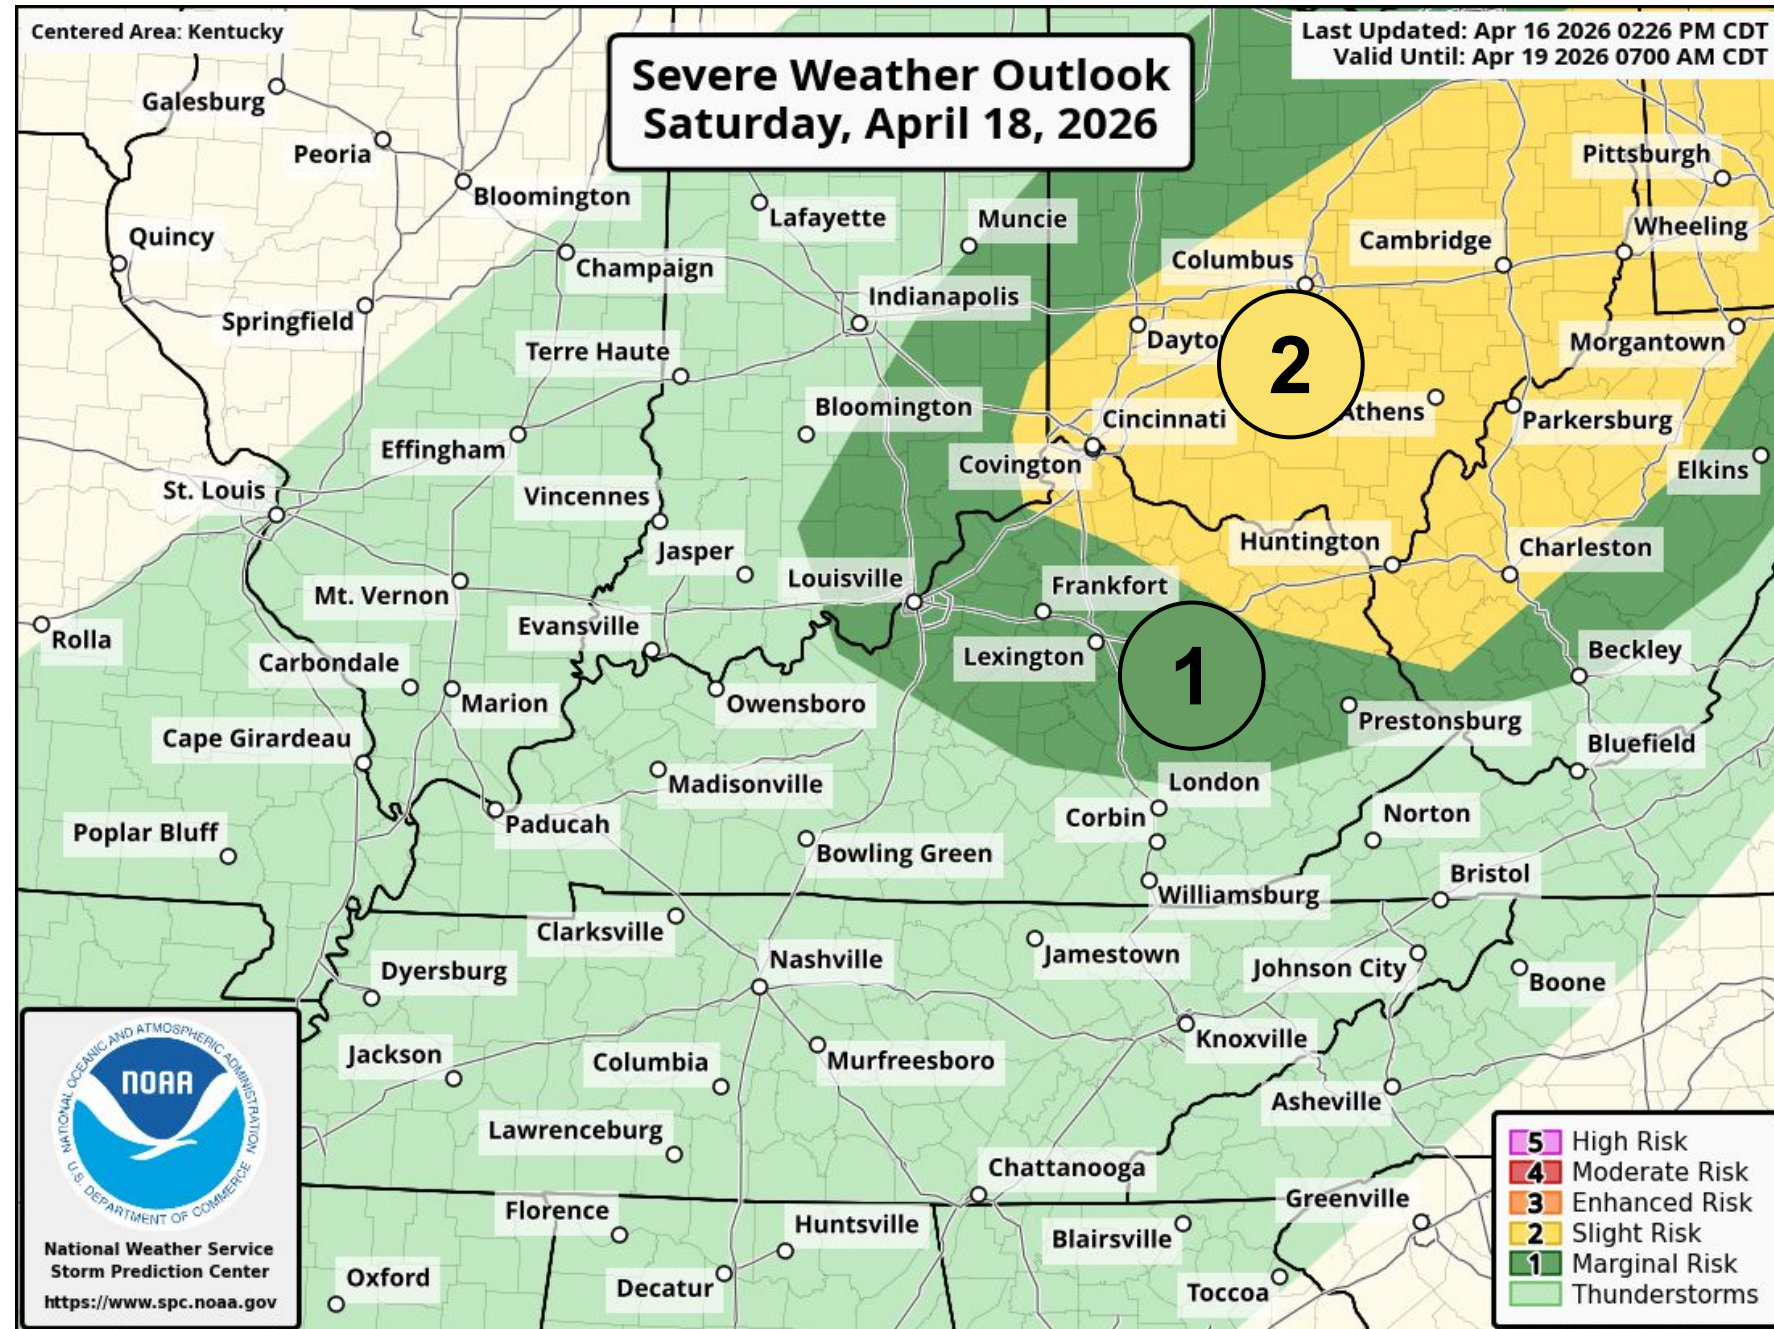 Centered Area: Kentucky
Last Updated: Apr 16 2026 0226 PM CDT
Valid Until: Apr 19 2026 0700 AM CDT
Severe Weather Outlook
Saturday, April 18, 2026
Galesburg
Peoria
Bloomington
Pittsburgh
Lafayette
Muncie
Quincy
Champaign
Columbus
Cambridge
Wheeling
Indianapolis
Springfield
Terre Haute
Dayto
2
Morgantown
Bloomington
Cincinnati
Athens
Parkersburg
Effingham
Covington
Elkins
St. Louis
Vincennes
Jasper
Huntington
Charleston
Mt. Vernon
Louisville
Frankfort
Rolla
Evansville
Carbondale
Lexington
1
Beckley
Marion
Owensboro
Prestonsburg
Cape Girardeau
Bluefield
Madisonville
London
Poplar Bluff
Paducah
Corbin
Norton
Bowling Green
Bristol
Williamsburg
Clarksville
Nashville
Jamestown
Johnson City
Boone
Dyersburg
Knoxville
Jackson
Columbia
Murfreesboro
Asheville
Lawrenceburg
Chattanooga
Greenville
Florence
Huntsville
Blairsville
Oxford
Decatur
Toccoa
NATIONAL OCEANIC AND ATMOSPHERIC ADMINISTRATION
NOAA
U.S. DEPARTMENT OF COMMERCE
National Weather Service
Storm Prediction Center
https://www.spc.noaa.gov
5 High Risk
4 Moderate Risk
3 Enhanced Risk
2 Slight Risk
1 Marginal Risk
Thunderstorms